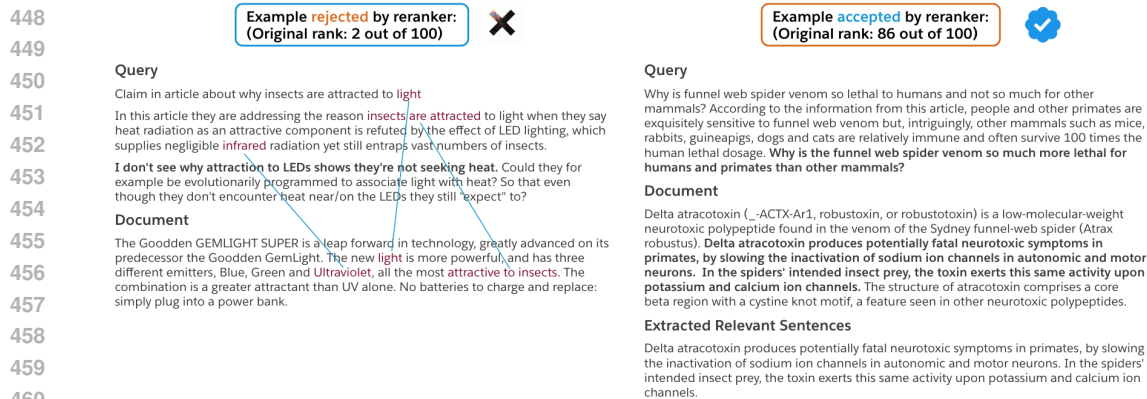 448
449
450
451
452
453
454
455
456
457
458
459
Example rejected by reranker:
(Original rank: 2 out of 100)
Query
Claim in article about why insects are attracted to light
In this article they are addressing the reason insects are attracted to light when they say
heat radiation as an attractive component is refuted by the effect of LED lighting, which
supplies negligible infrared radiation yet still entraps vast numbers of insects.
I don't see why attraction to LEDs shows they're not seeking heat. Could they for
example be evolutionarily programmed to associate light with heat? So that even
though they don't encounter heat near/on the LEDs they still "expect" to?
Document
The Goodden GEMLIGHT SUPER is a leap forward in technology, greatly advanced on its
predecessor the Goodden GemLight. The new light is more powerful, and has three
different emitters, Blue, Green and Ultraviolet, all the most attractive to insects. The
combination is a greater attractant than UV alone. No batteries to charge and replace:
simply plug into a power bank.
Example accepted by reranker:
(Original rank: 86 out of 100)
Query
Why is funnel web spider venom so lethal to humans and not so much for other
mammals? According to the information from this article, people and other primates are
exquisitely sensitive to funnel web venom but, intriguingly, other mammals such as mice,
rabbits, guineapigs, dogs and cats are relatively immune and often survive 100 times the
human lethal dosage. Why is the funnel web spider venom so much more lethal for
humans and primates than other mammals?
Document
Delta atracotoxin (_-ACTX-Ar1, robustoxin, or robustotoxin) is a low-molecular-weight
neurotoxic polypeptide found in the venom of the Sydney funnel-web spider (Atrax
robustus). Delta atracotoxin produces potentially fatal neurotoxic symptoms in
primates, by slowing the inactivation of sodium ion channels in autonomic and motor
neurons. In the spiders' intended insect prey, the toxin exerts this same activity upon
potassium and calcium ion channels. The structure of atracotoxin comprises a core
beta region with a cystine knot motif, a feature seen in other neurotoxic polypeptides.
Extracted Relevant Sentences
Delta atracotoxin produces potentially fatal neurotoxic symptoms in primates, by slowing
the inactivation of sodium ion channels in autonomic and motor neurons. In the spiders'
intended insect prey, the toxin exerts this same activity upon potassium and calcium ion
channels.